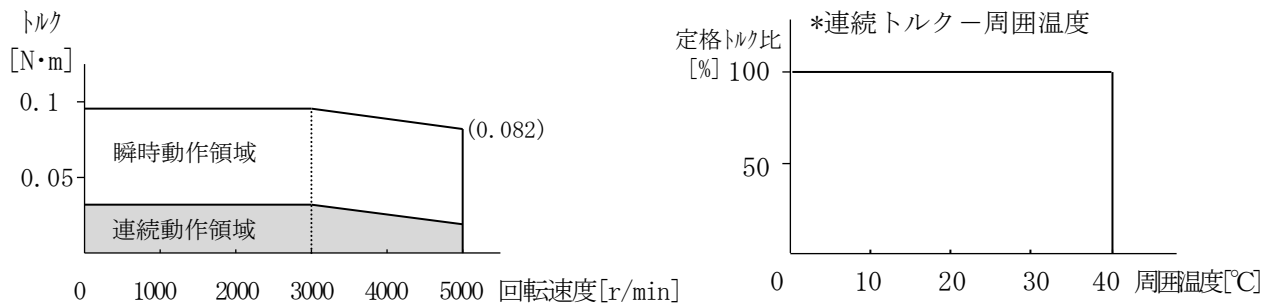 トルク
[N・m]
0.1
0.05
(0.082)
瞬時動作領域
連続動作領域
0 1000 2000 3000 4000 5000 回転速度[r/min]
*連続トルク－周囲温度
定格トルク比
[%] 100
50
0 10 20 30 40 周囲温度[℃]